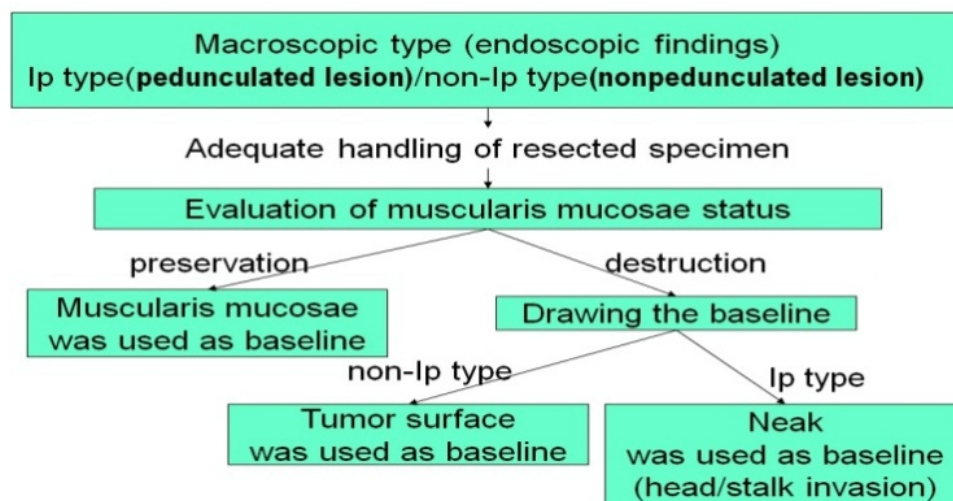 Macroscopic type (endoscopic findings)
Ip type(pedunculated lesion)/non-Ip type(nonpedunculated lesion)
Adequate handling of resected specimen
Evaluation of muscularis mucosae status
preservation
destruction
Muscularis mucosae
was used as baseline
Drawing the baseline
non-Ip type
Ip type
Tumor surface
was used as baseline
Neak
was used as baseline
(head/stalk invasion)